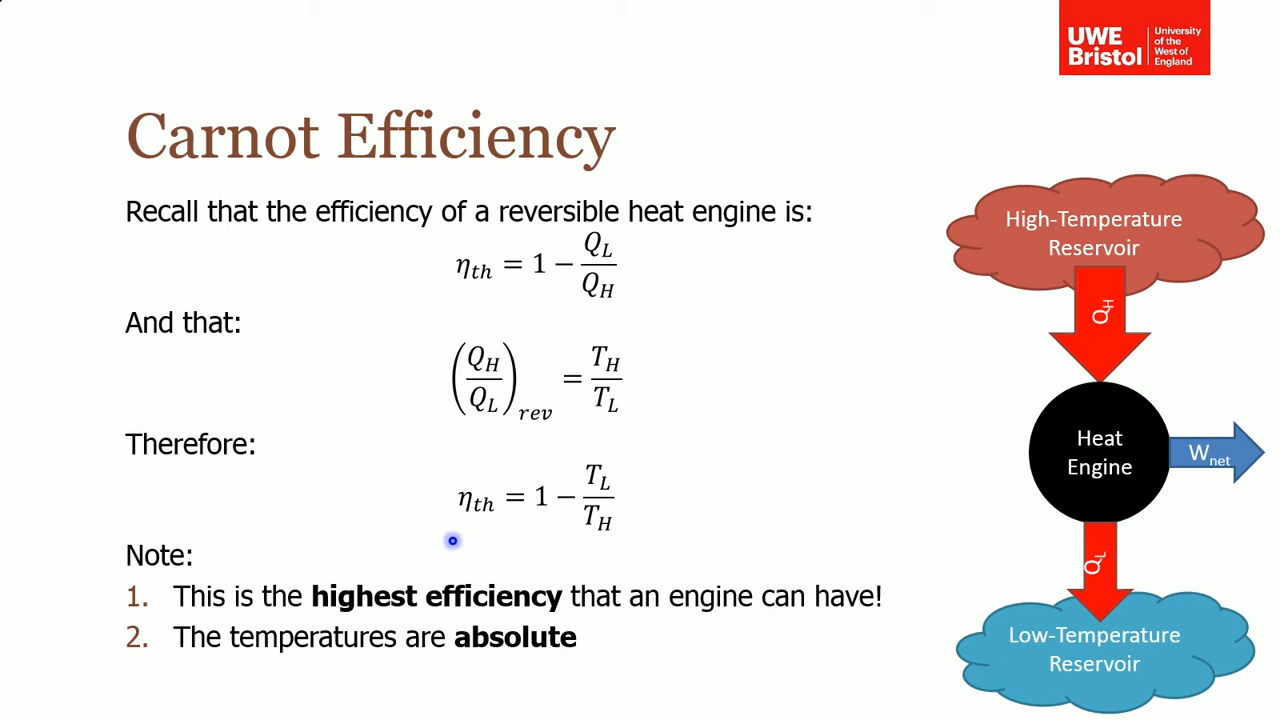 UWE
Bristol
University
of the
West of
England
Carnot Efficiency
Recall that the efficiency of a reversible heat engine is:
η_th = 1 − Q_L/Q_H
And that:
(Q_H/Q_L)_rev = T_H/T_L
Therefore:
η_th = 1 − T_L/T_H
Note:
1. This is the highest efficiency that an engine can have!
2. The temperatures are absolute
High-Temperature
Reservoir
Q_H
Heat
Engine
W_net
Q_L
Low-Temperature
Reservoir